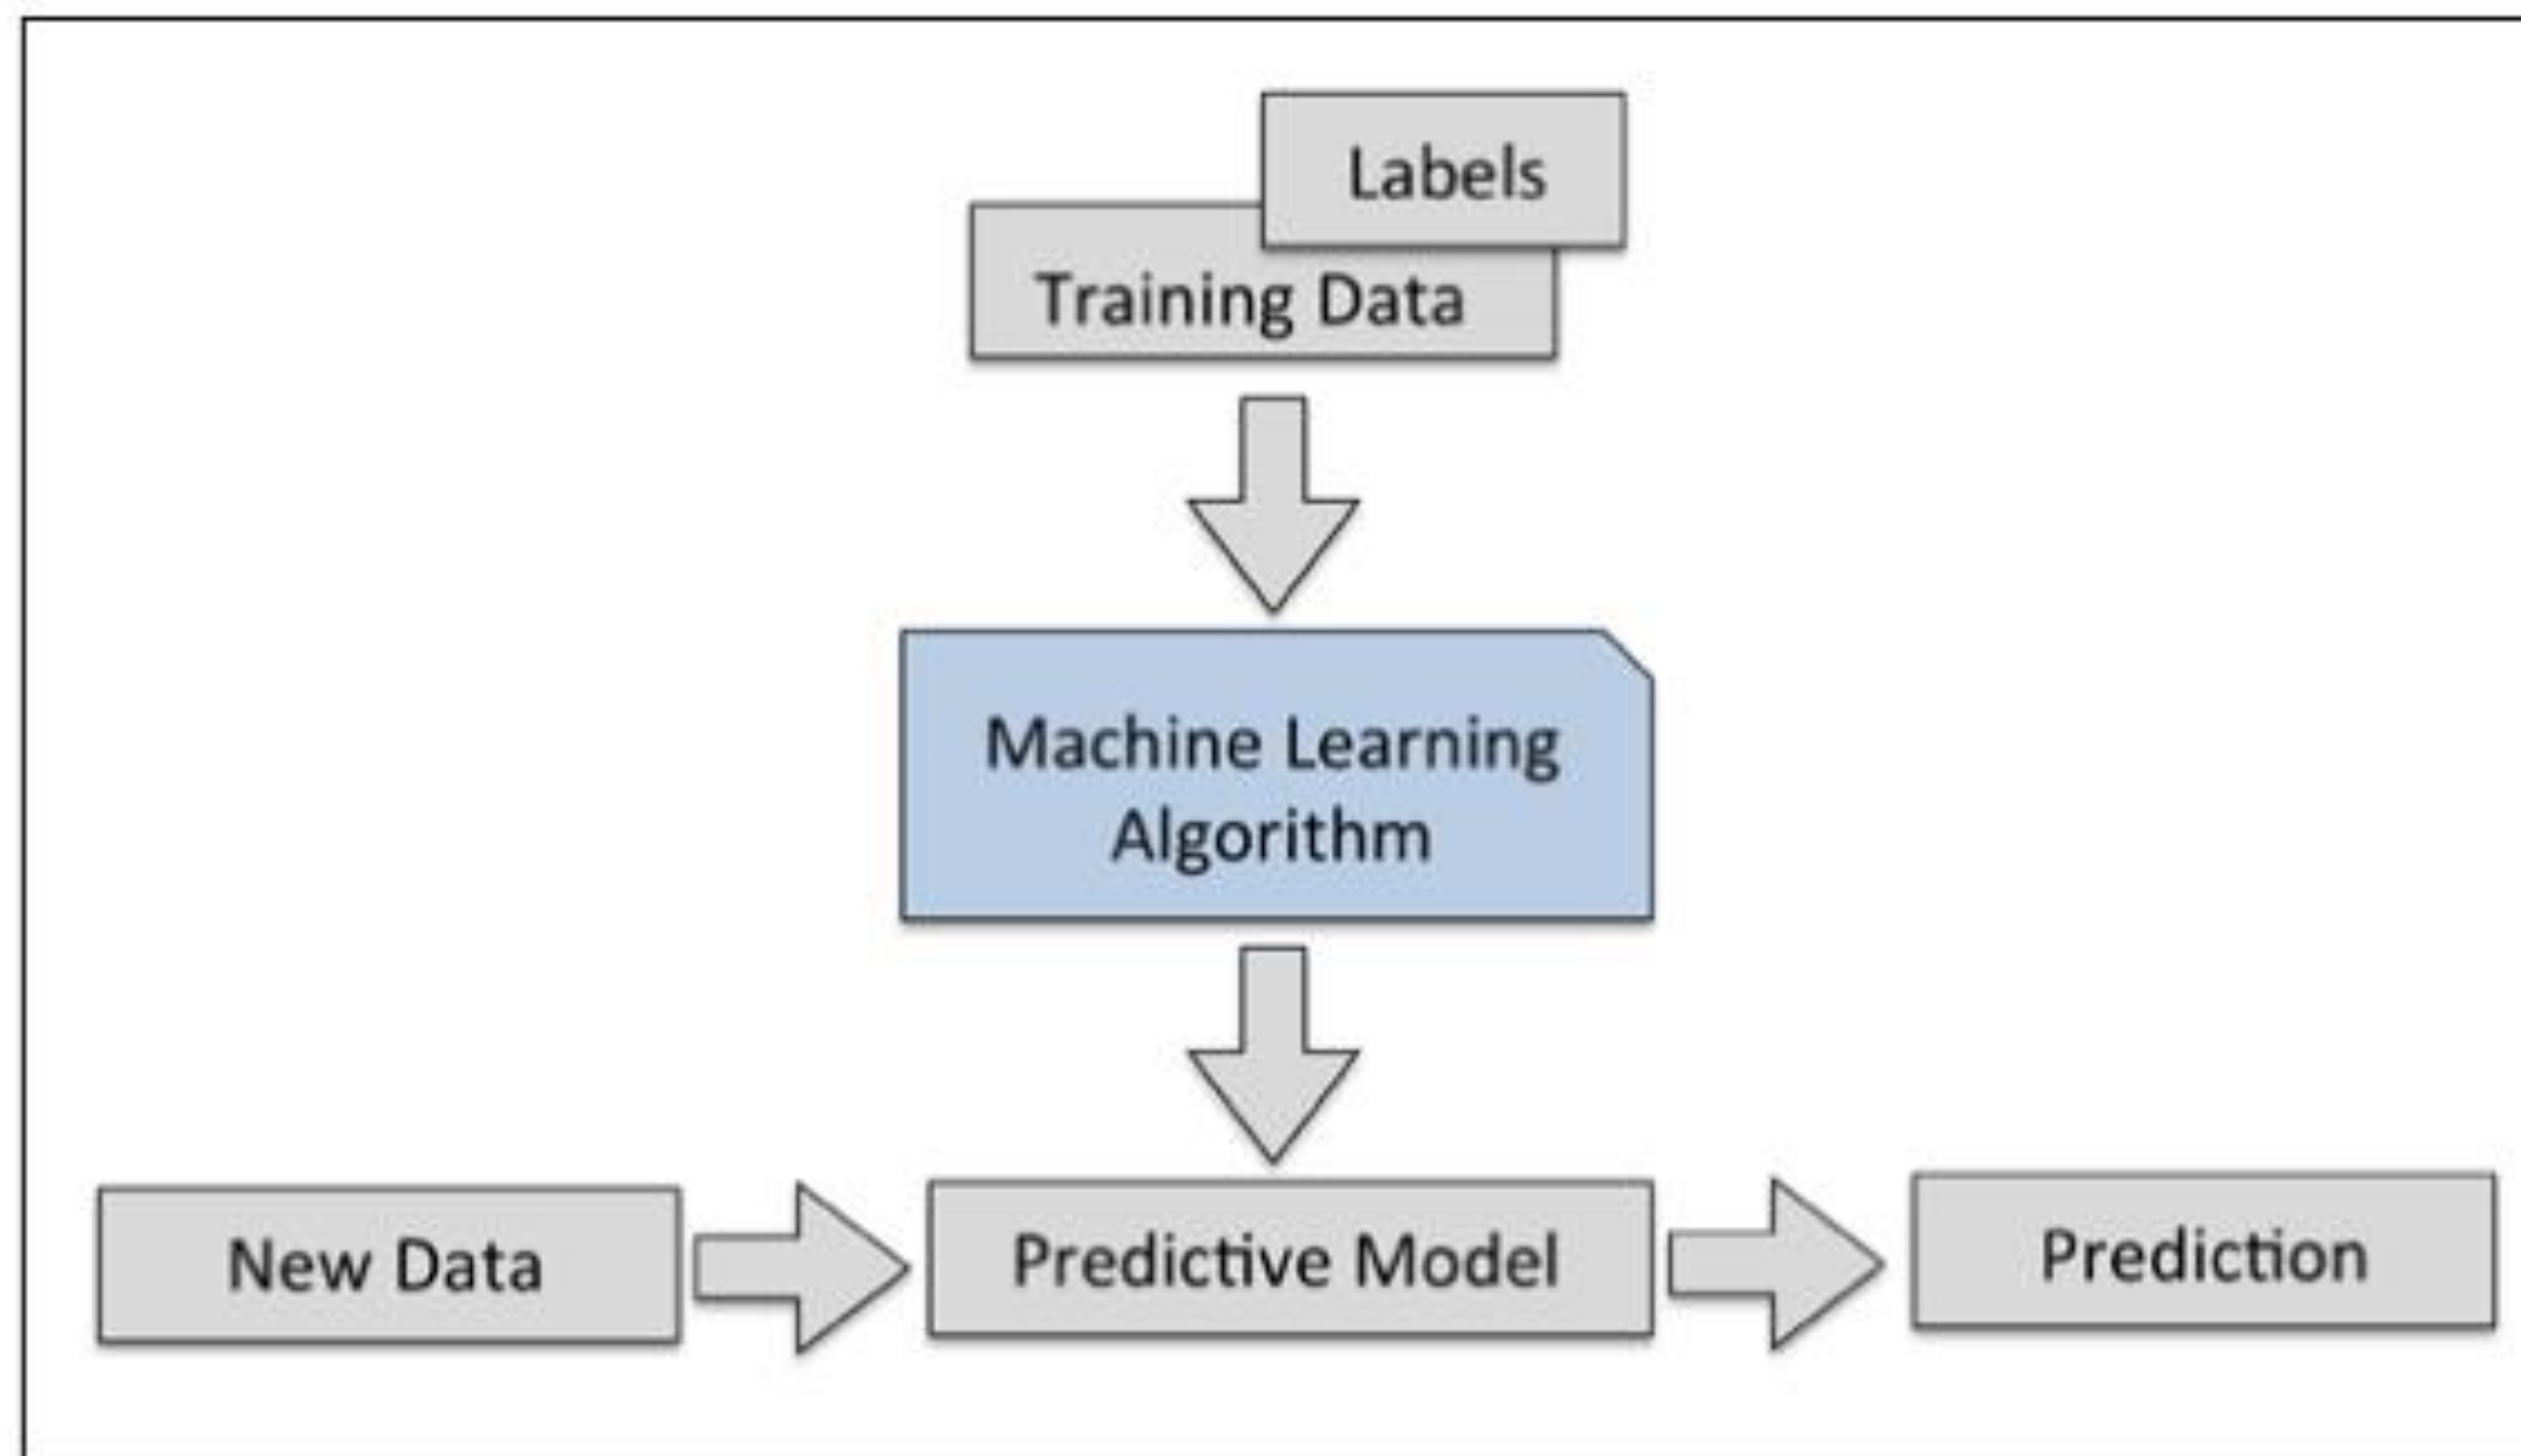 Labels
Training Data
Machine Learning
Algorithm
New Data
Predictive Model
Prediction